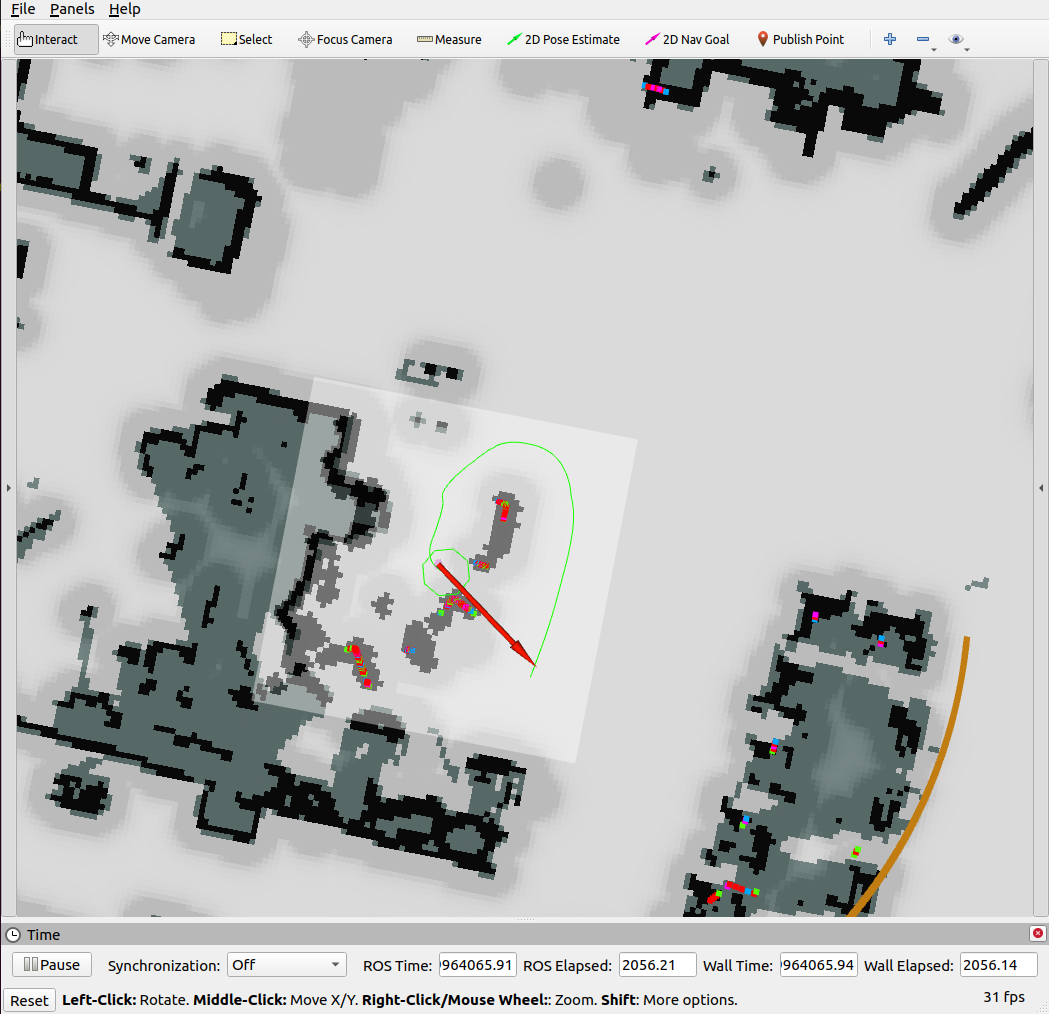 File Panels Help
Interact Move Camera Select Focus Camera Measure 2D Pose Estimate 2D Nav Goal Publish Point
Time
Pause Synchronization: Off ROS Time: 964065.91 ROS Elapsed: 2056.21 Wall Time: 964065.94 Wall Elapsed: 2056.14
Reset Left-Click: Rotate. Middle-Click: Move X/Y. Right-Click/Mouse Wheel:: Zoom. Shift: More options. 31 fps